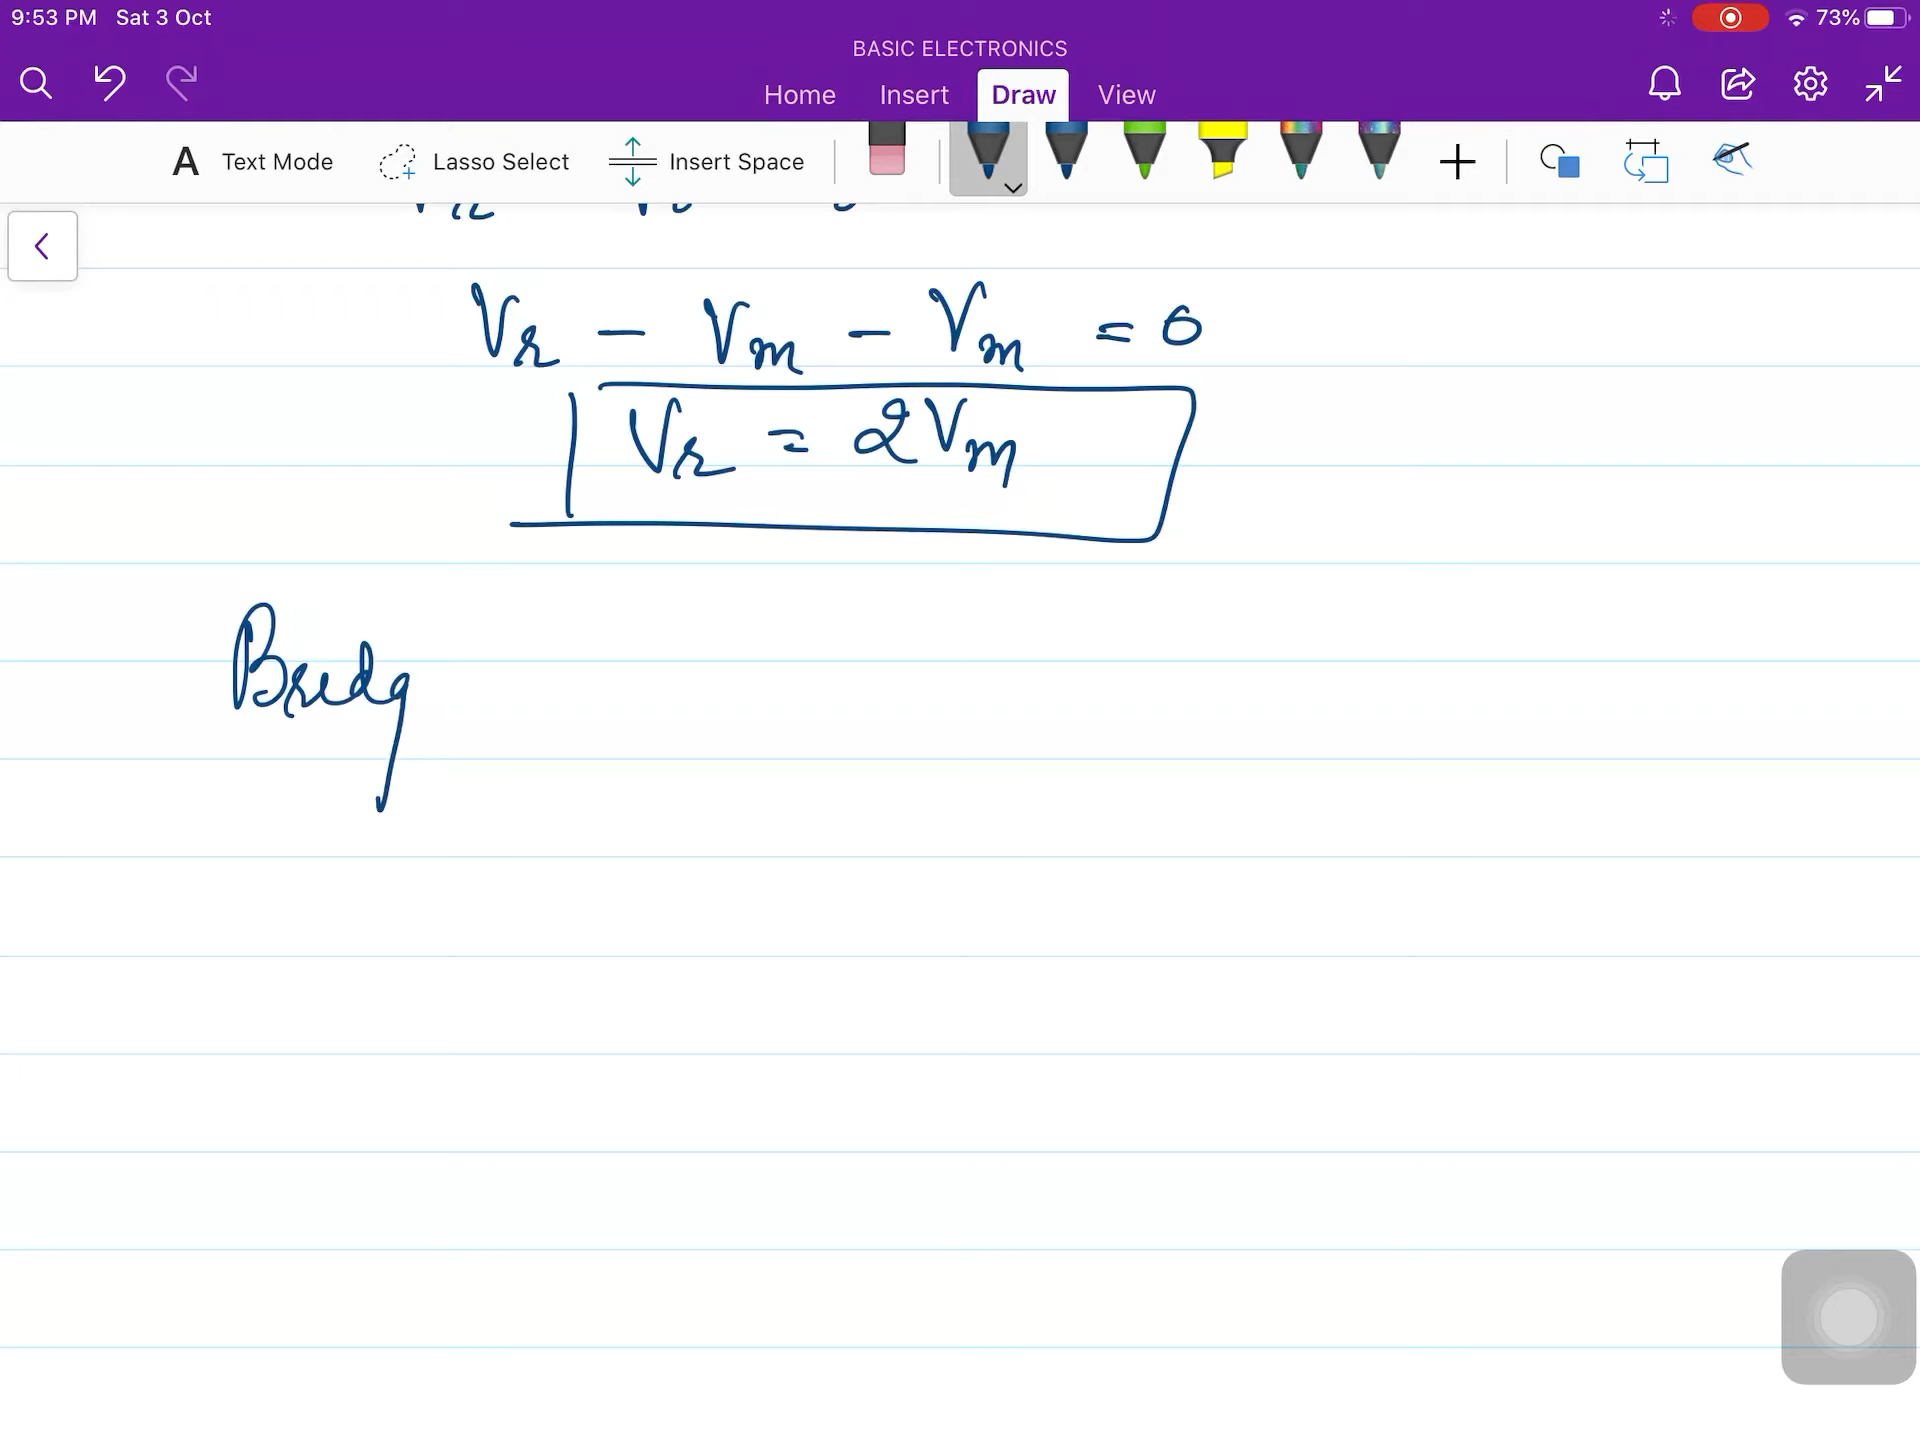 9:53 PM Sat 3 Oct 73%
BASIC ELECTRONICS
Home Insert Draw View
A Text Mode Lasso Select Insert Space
Vr - Vm - Vm = 0
Vr = 2Vm
Bridg